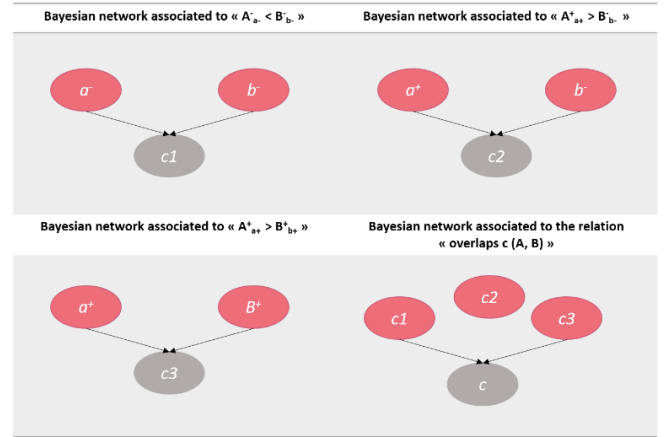 Bayesian network associated to « A⁻ₐ₋ < B⁻b₋ »
Bayesian network associated to « A⁺ₐ₊ > B⁻b₋ »
a⁻
b⁻
a⁺
b⁻
c1
c2
Bayesian network associated to « A⁺ₐ₊ > B⁺b₊ »
Bayesian network associated to the relation
« overlaps c (A, B) »
a⁺
B⁺
c1
c2
c3
c3
c